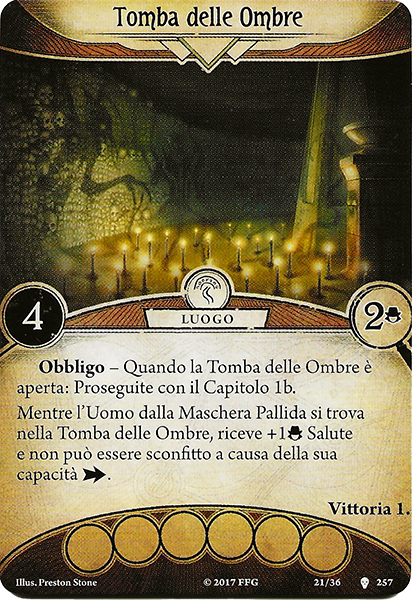 Tomba delle Ombre
4
LUOGO
2
Obbligo – Quando la Tomba delle Ombre è
aperta: Proseguite con il Capitolo 1b.
Mentre l'Uomo dalla Maschera Pallida si trova
nella Tomba delle Ombre, riceve +1 Salute
e non può essere sconfitto a causa della sua
capacità .
Vittoria 1.
Illus. Preston Stone © 2017 FFG 21/36 257